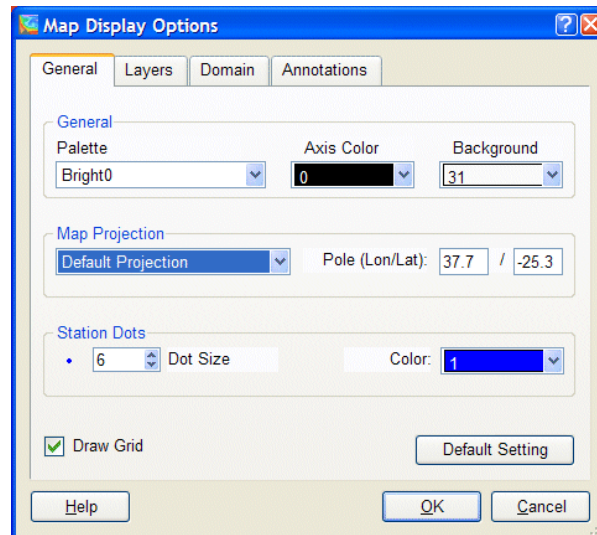 Map Display Options
General Layers Domain Annotations
General
Palette Axis Color Background
Bright0 0 31
Map Projection
Default Projection Pole (Lon/Lat): 37.7 / -25.3
Station Dots
6 Dot Size Color: 1
Draw Grid Default Setting
Help OK Cancel